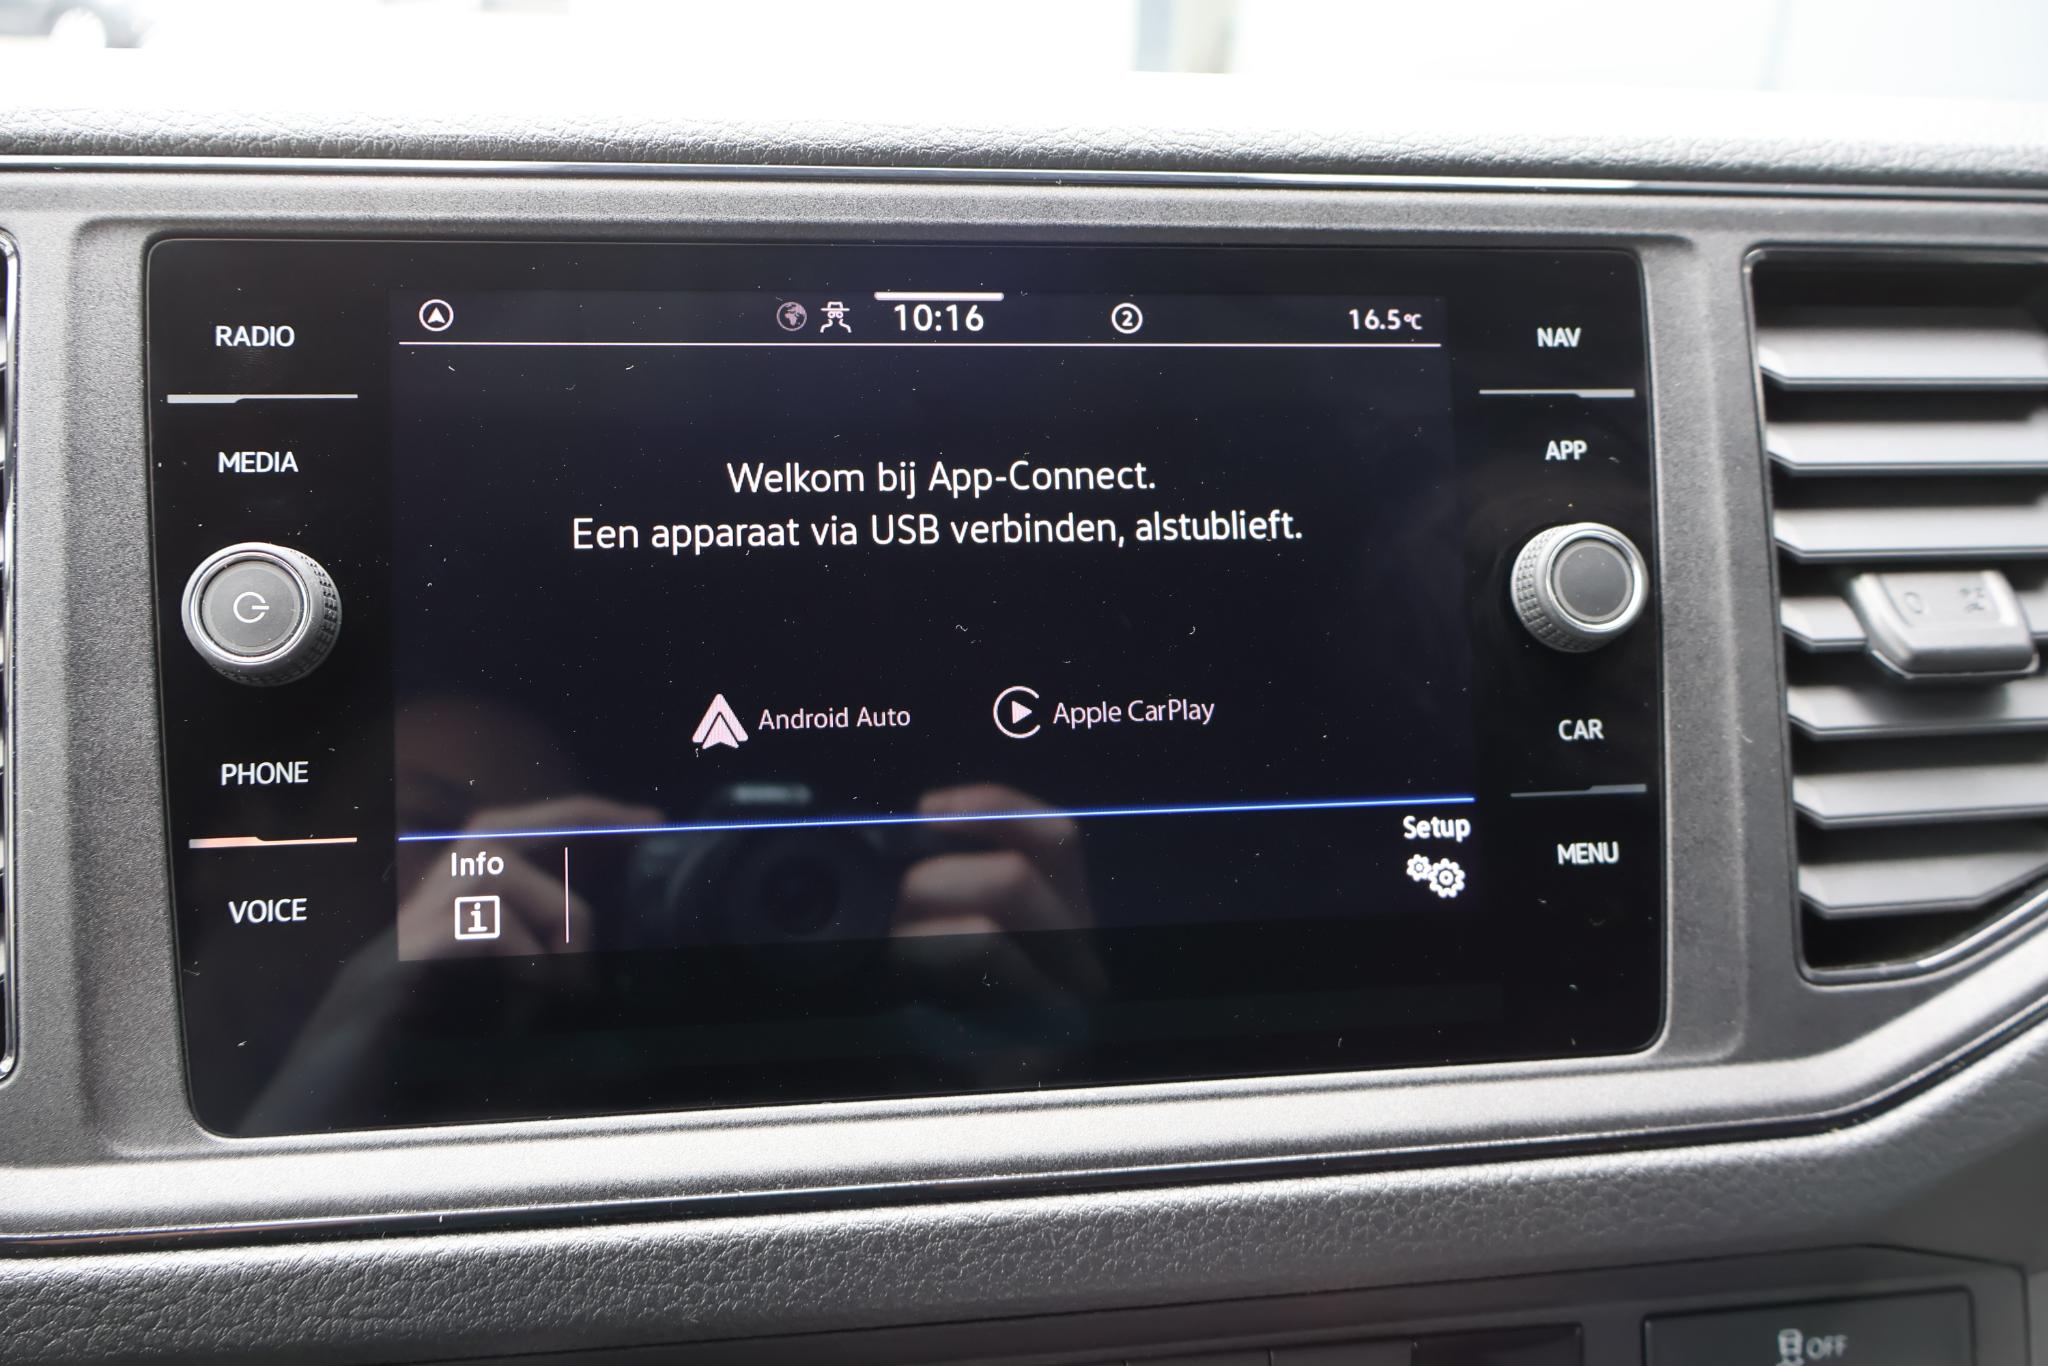 10:16
2
16.5°C
RADIO
MEDIA
PHONE
VOICE
Welkom bij App-Connect.
Een apparaat via USB verbinden, alstublieft.
Android Auto
Apple CarPlay
Info
Setup
NAV
APP
CAR
MENU
OFF